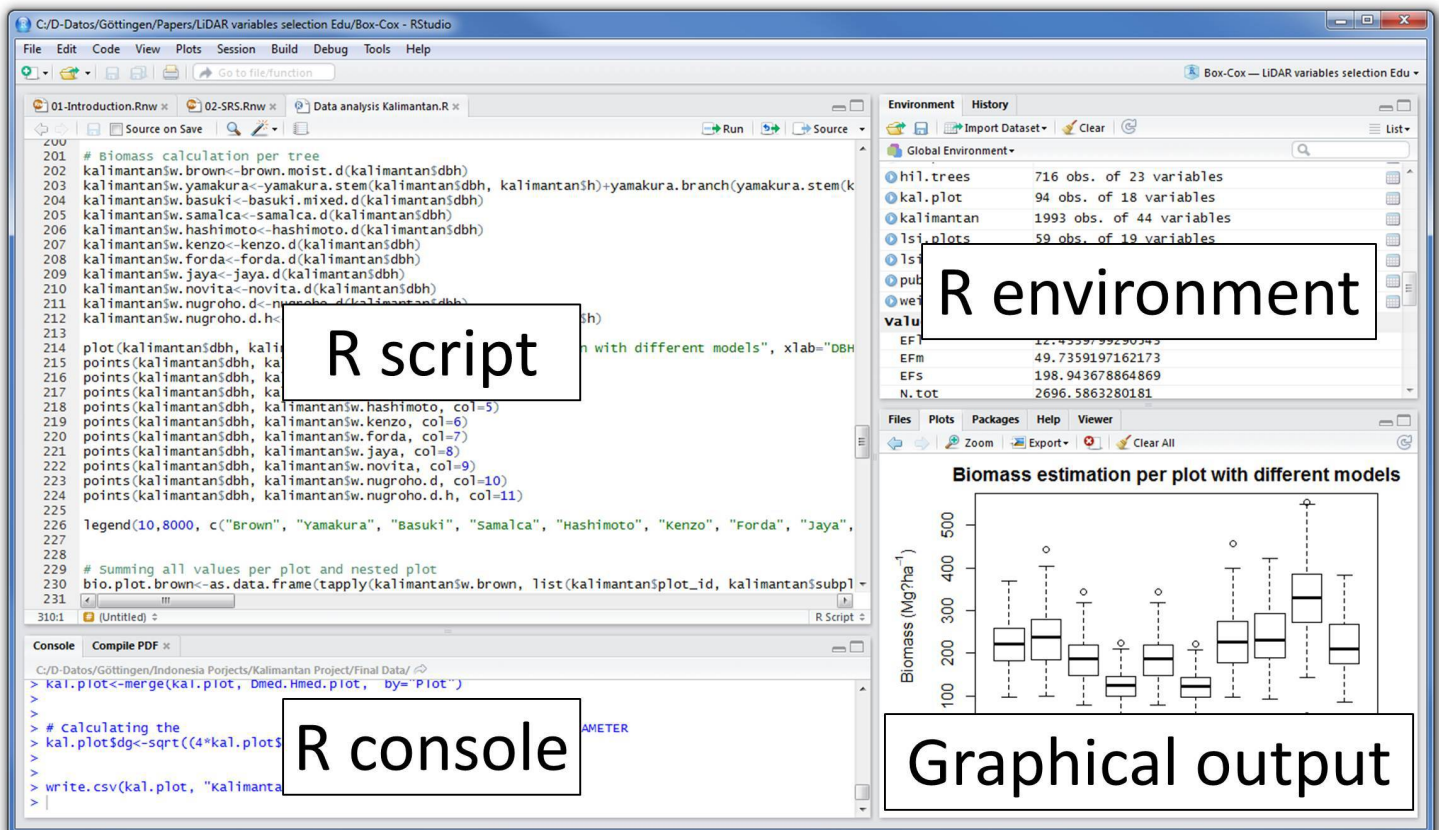 C:/D-Datos/Göttingen/Papers/LiDAR variables selection Edu/Box-Cox - RStudio
File Edit Code View Plots Session Build Debug Tools Help
Go to file/function
Box-Cox — LiDAR variables selection Edu
01-Introduction.Rnw 02-SRS.Rnw Data analysis Kalimantan.R
Source on Save Run Source
200
201 # Biomass calculation per tree
202 kalimantan$w.brown<-brown.moist.d(kalimantan$dbh)
203 kalimantan$w.yamakura<-yamakura.stem(kalimantan$dbh, kalimantan$h)+yamakura.branch(yamakura.stem(k
204 kalimantan$w.basuki<-basuki.mixed.d(kalimantan$dbh)
205 kalimantan$w.samalca<-samalca.d(kalimantan$dbh)
206 kalimantan$w.hashimoto<-hashimoto.d(kalimantan$dbh)
207 kalimantan$w.kenzo<-kenzo.d(kalimantan$dbh)
208 kalimantan$w.forda<-forda.d(kalimantan$dbh)
209 kalimantan$w.jaya<-jaya.d(kalimantan$dbh)
210 kalimantan$w.novita<-novita.d(kalimantan$dbh)
211 kalimantan$w.nugroho.d<-nugroho.d(kalimantan$dbh)
212 kalimantan$w.nugroho.d.h< $h)
213
214 plot(kalimantan$dbh, kali n with different models", xlab="DBH
215 points(kalimantan$dbh, ka
216 points(kalimantan$dbh, ka
217 points(kalimantan$dbh, ka
218 points(kalimantan$dbh, kalimantan$w.hashimoto, col=5)
219 points(kalimantan$dbh, kalimantan$w.kenzo, col=6)
220 points(kalimantan$dbh, kalimantan$w.forda, col=7)
221 points(kalimantan$dbh, kalimantan$w.jaya, col=8)
222 points(kalimantan$dbh, kalimantan$w.novita, col=9)
223 points(kalimantan$dbh, kalimantan$w.nugroho.d, col=10)
224 points(kalimantan$dbh, kalimantan$w.nugroho.d.h, col=11)
225
226 legend(10,8000, c("Brown", "Yamakura", "Basuki", "Samalca", "Hashimoto", "Kenzo", "Forda", "Jaya",
227
228
229 # Summing all values per plot and nested plot
230 bio.plot.brown<-as.data.frame(tapply(kalimantan$w.brown, list(kalimantan$plot_id, kalimantan$subpl
231
310:1 (Untitled) R Script
R script
Console Compile PDF
C:/D-Datos/Göttingen/Indonesia Porjects/Kalimantan Project/Final Data/
> kal.plot<-merge(kal.plot, Dmed.Hmed.plot, by="Plot")
>
>
> # Calculating the AMETER
> kal.plot$dg<-sqrt((4*kal.plot$
>
>
> write.csv(kal.plot, "Kalimanta
>
R console
Environment History
Import Dataset Clear List
Global Environment
hil.trees 716 obs. of 23 variables
kal.plot 94 obs. of 18 variables
kalimantan 1993 obs. of 44 variables
lsi.plots 59 obs. of 19 variables
lsi
pub
wei
Valu
EFm 49.7359197162173
EFs 198.943678864869
N.tot 2696.5863280181
R environment
Files Plots Packages Help Viewer
Zoom Export Clear All
Biomass estimation per plot with different models
Biomass (Mg?ha⁻¹)
500
400
300
200
100
Graphical output